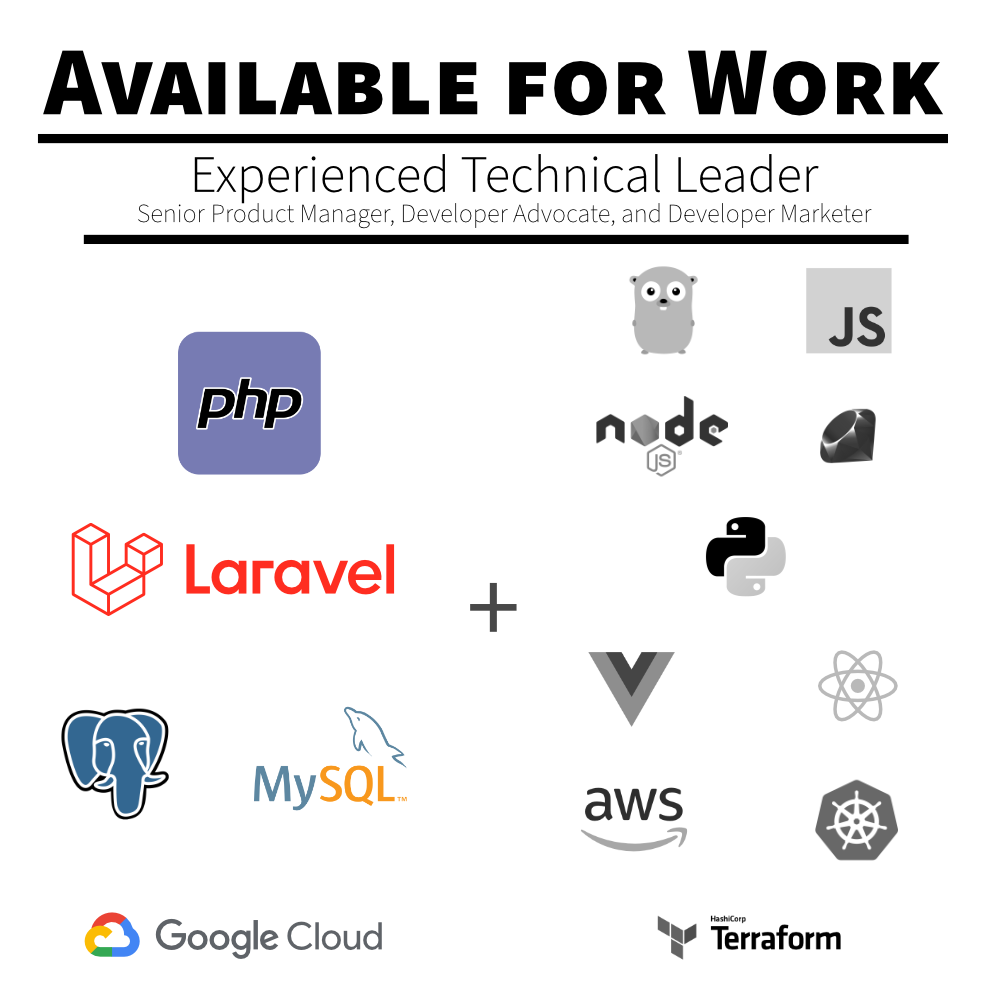 Available for Work
Experienced Technical Leader
Senior Product Manager, Developer Advocate, and Developer Marketer
php
Laravel
MySQL™
Google Cloud
+
JS
node
JS®
aws
HashiCorp
Terraform